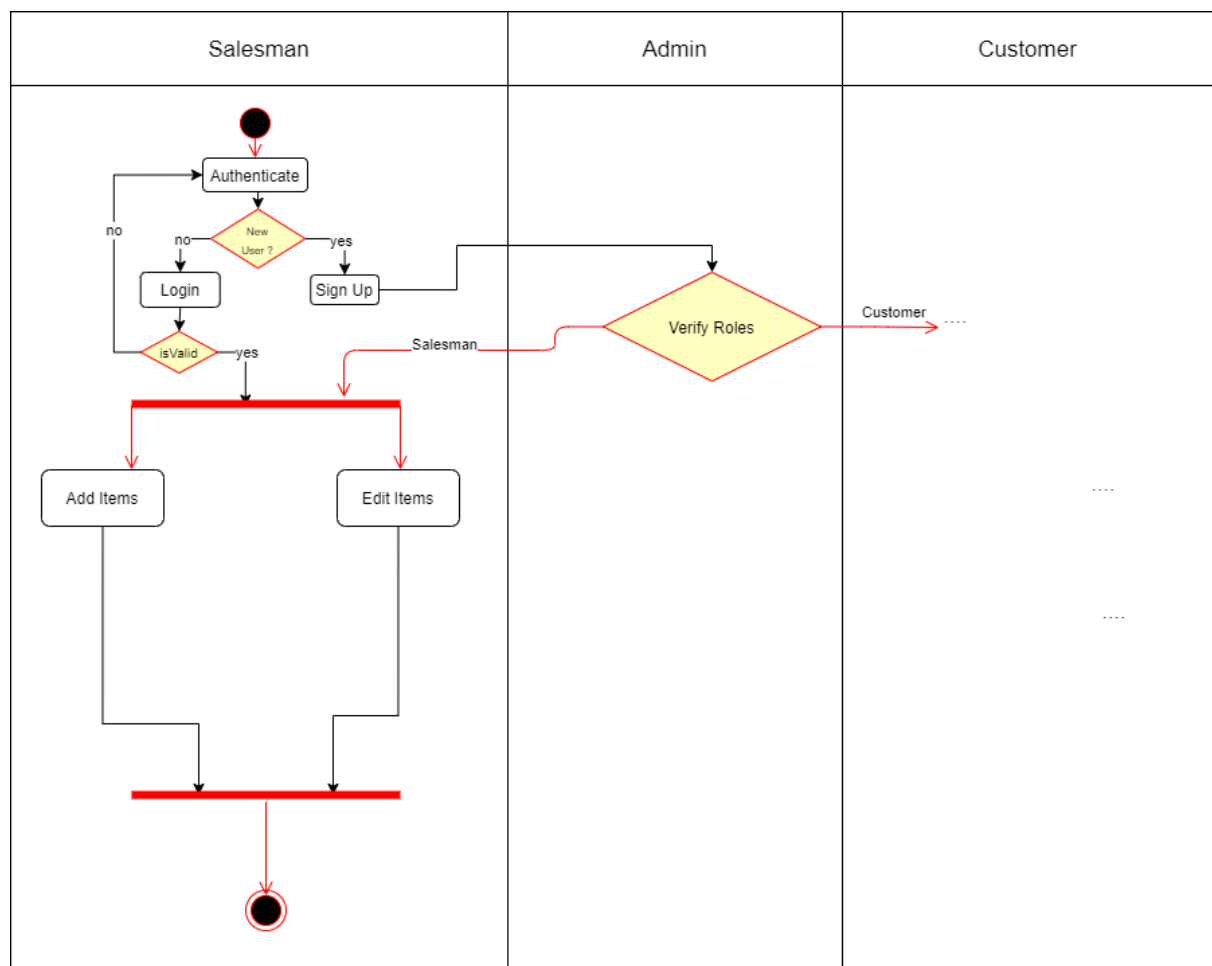 Salesman
Admin
Customer
Authenticate
no
New
User ?
no
yes
Login
Sign Up
Verify Roles
Customer
....
isValid
yes
Salesman
Add Items
Edit Items
....
....